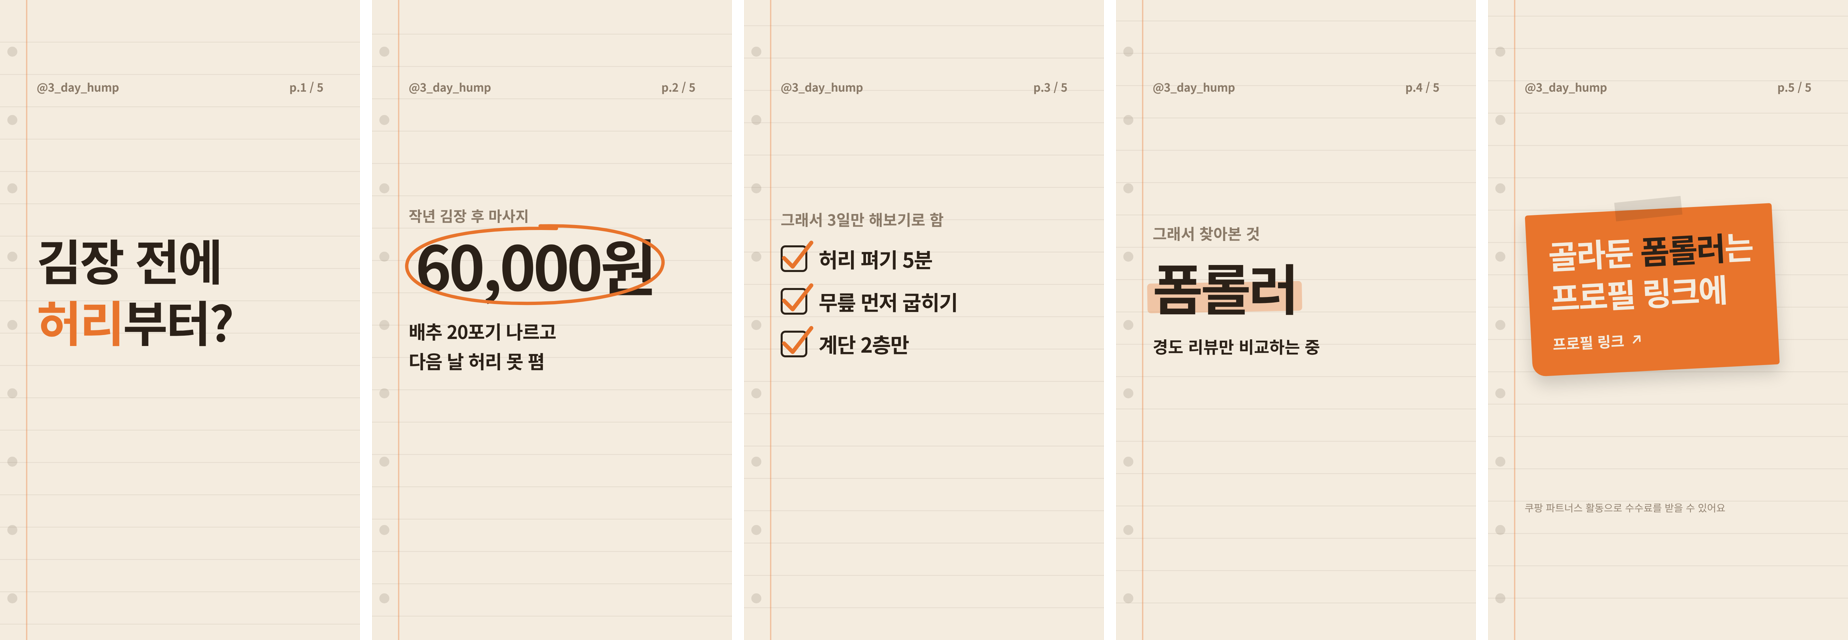 @3_day_hump
p.1 / 5
김장 전에
허리부터?
@3_day_hump
p.2 / 5
작년 김장 후 마사지
60,000원
배추 20포기 나르고
다음 날 허리 못 폄
@3_day_hump
p.3 / 5
그래서 3일만 해보기로 함
허리 펴기 5분
무릎 먼저 굽히기
계단 2층만
@3_day_hump
p.4 / 5
그래서 찾아본 것
폼롤러
경도 리뷰만 비교하는 중
@3_day_hump
p.5 / 5
골라둔 폼롤러는
프로필 링크에
프로필 링크 ↗
쿠팡 파트너스 활동으로 수수료를 받을 수 있어요